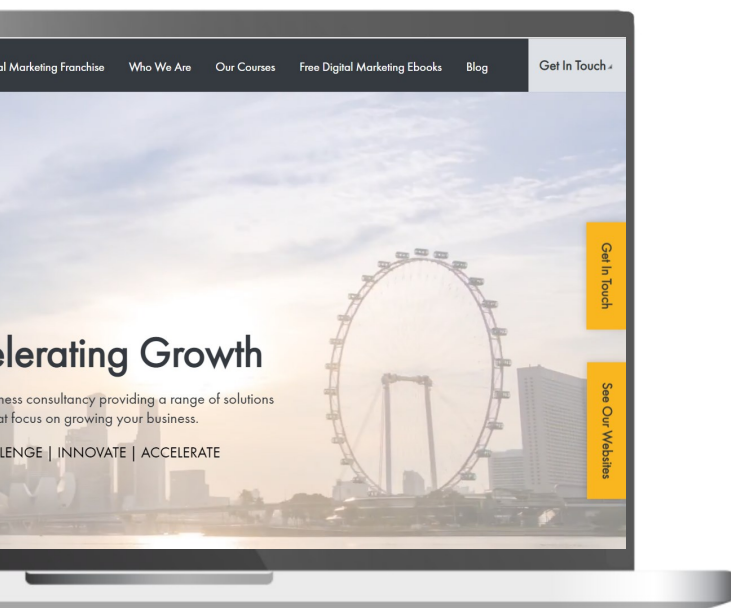 al Marketing Franchise Who We Are Our Courses Free Digital Marketing Ebooks Blog Get In Touch
Get In Touch
elerating Growth
ness consultancy providing a range of solutions
at focus on growing your business.
LENGE | INNOVATE | ACCELERATE
See Our Websites